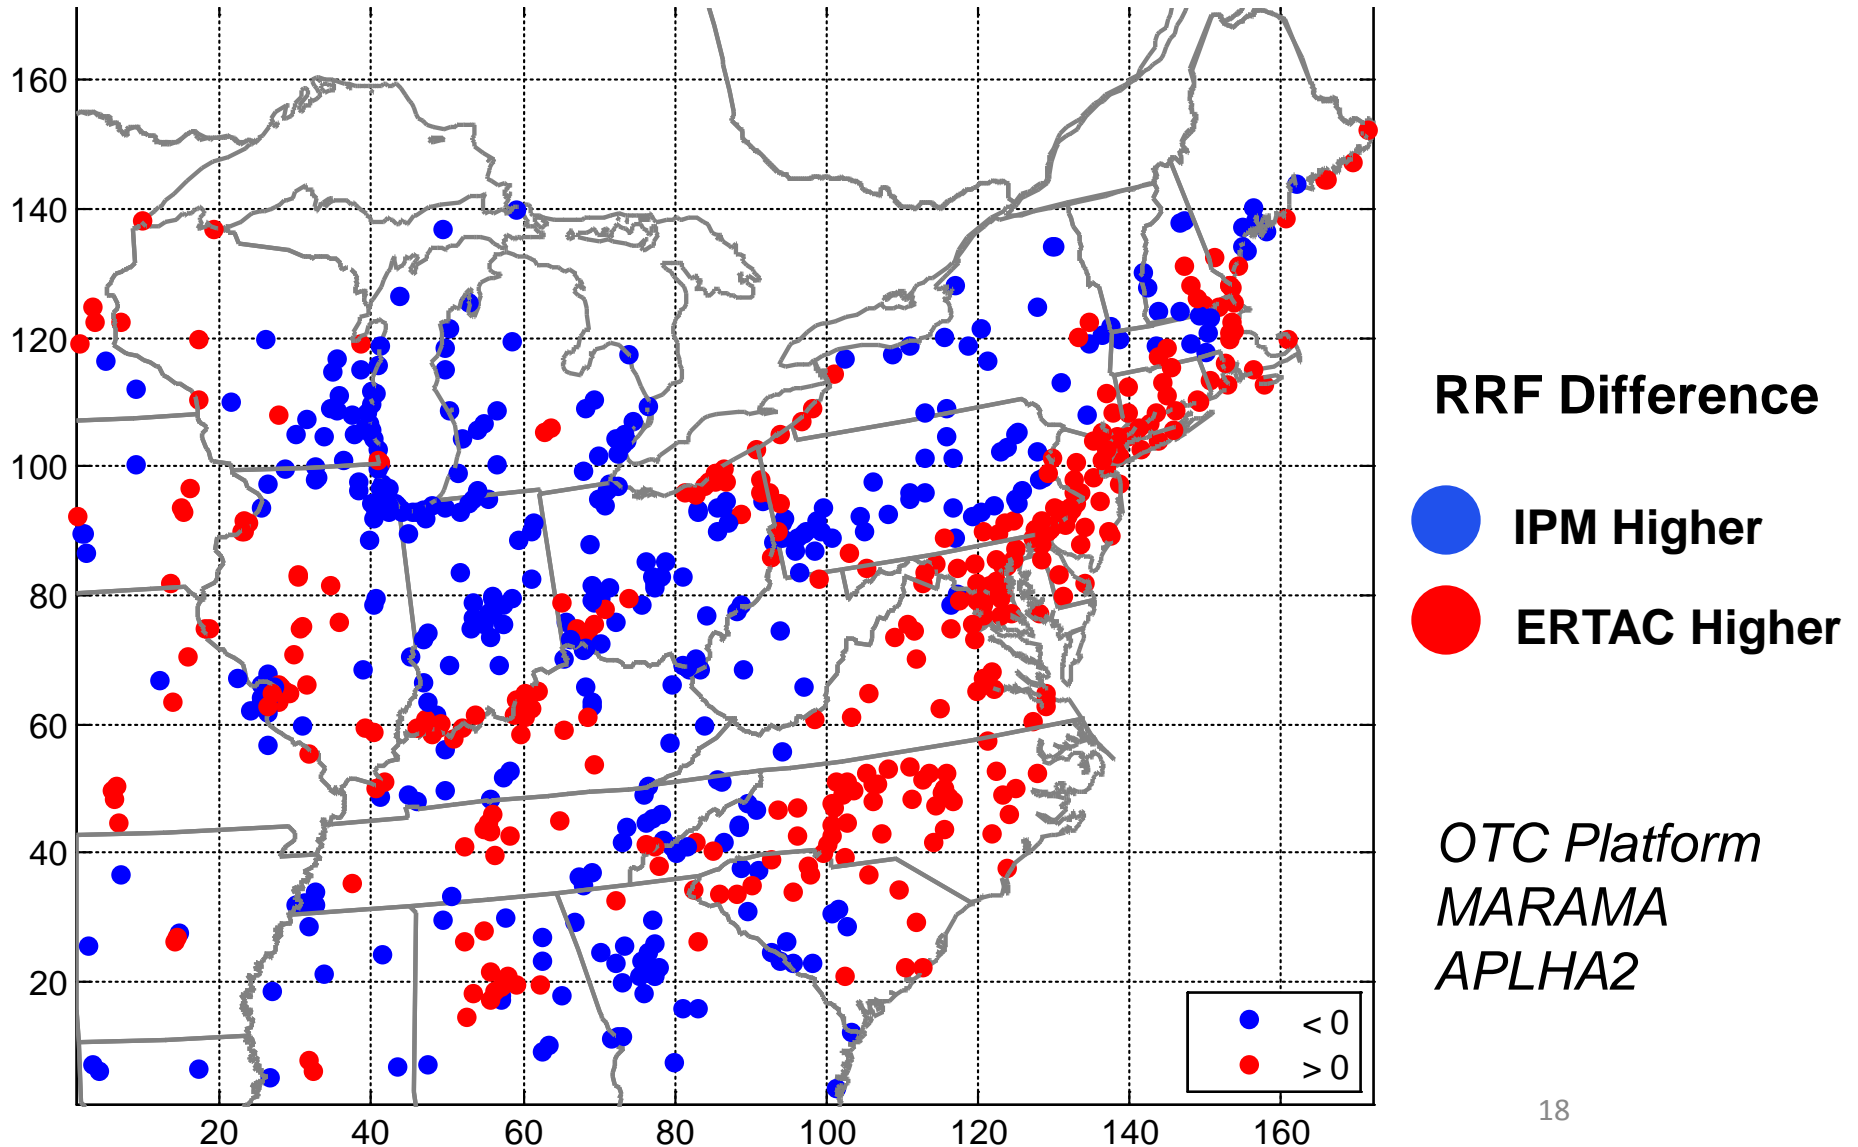 160
140
120
100
80
60
40
20
20 40 60 80 100 120 140 160
< 0
> 0
RRF Difference
IPM Higher
ERTAC Higher
OTC Platform
MARAMA
APLHA2
18